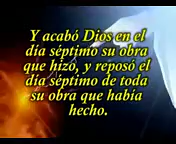 Y acabó Dios en el
día séptimo su obra
que hizo, y reposó el
día séptimo de toda
su obra que había
hecho.